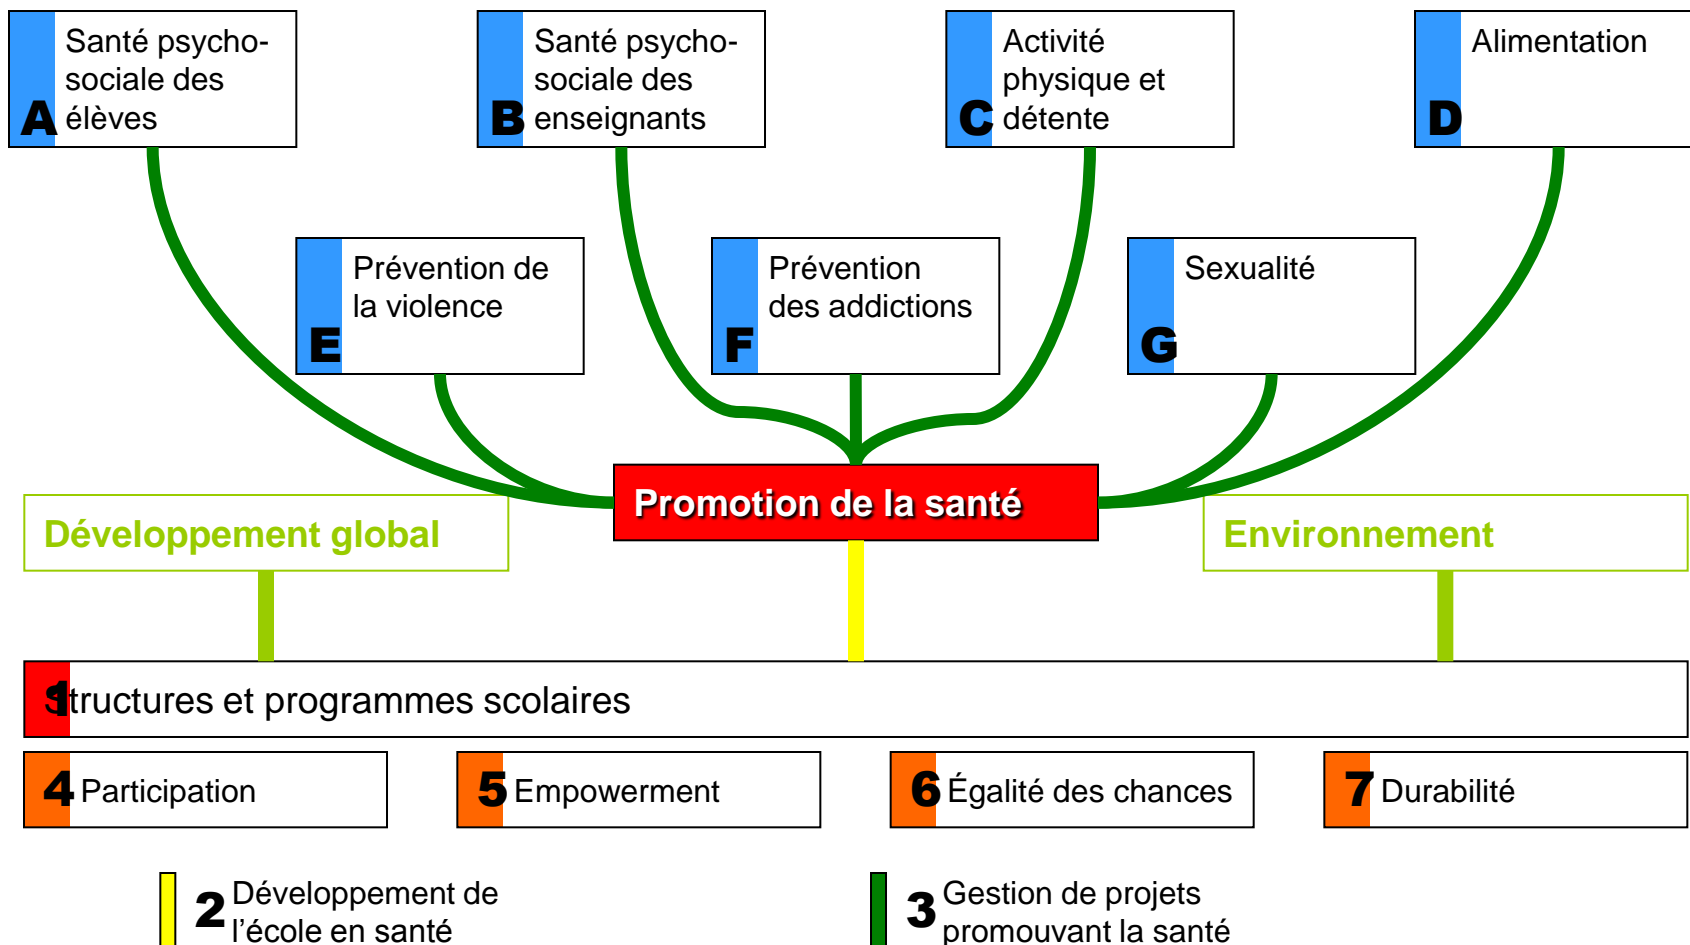 A
Santé psycho-
sociale des
élèves
B
Santé psycho-
sociale des
enseignants
C
Activité
physique et
détente
D
Alimentation
E
Prévention de
la violence
F
Prévention
des addictions
G
Sexualité
Promotion de la santé
Développement global
Environnement
1
Structures et programmes scolaires
4 Participation
5 Empowerment
6 Égalité des chances
7 Durabilité
2
Développement de
l’école en santé
3
Gestion de projets
promouvant la santé